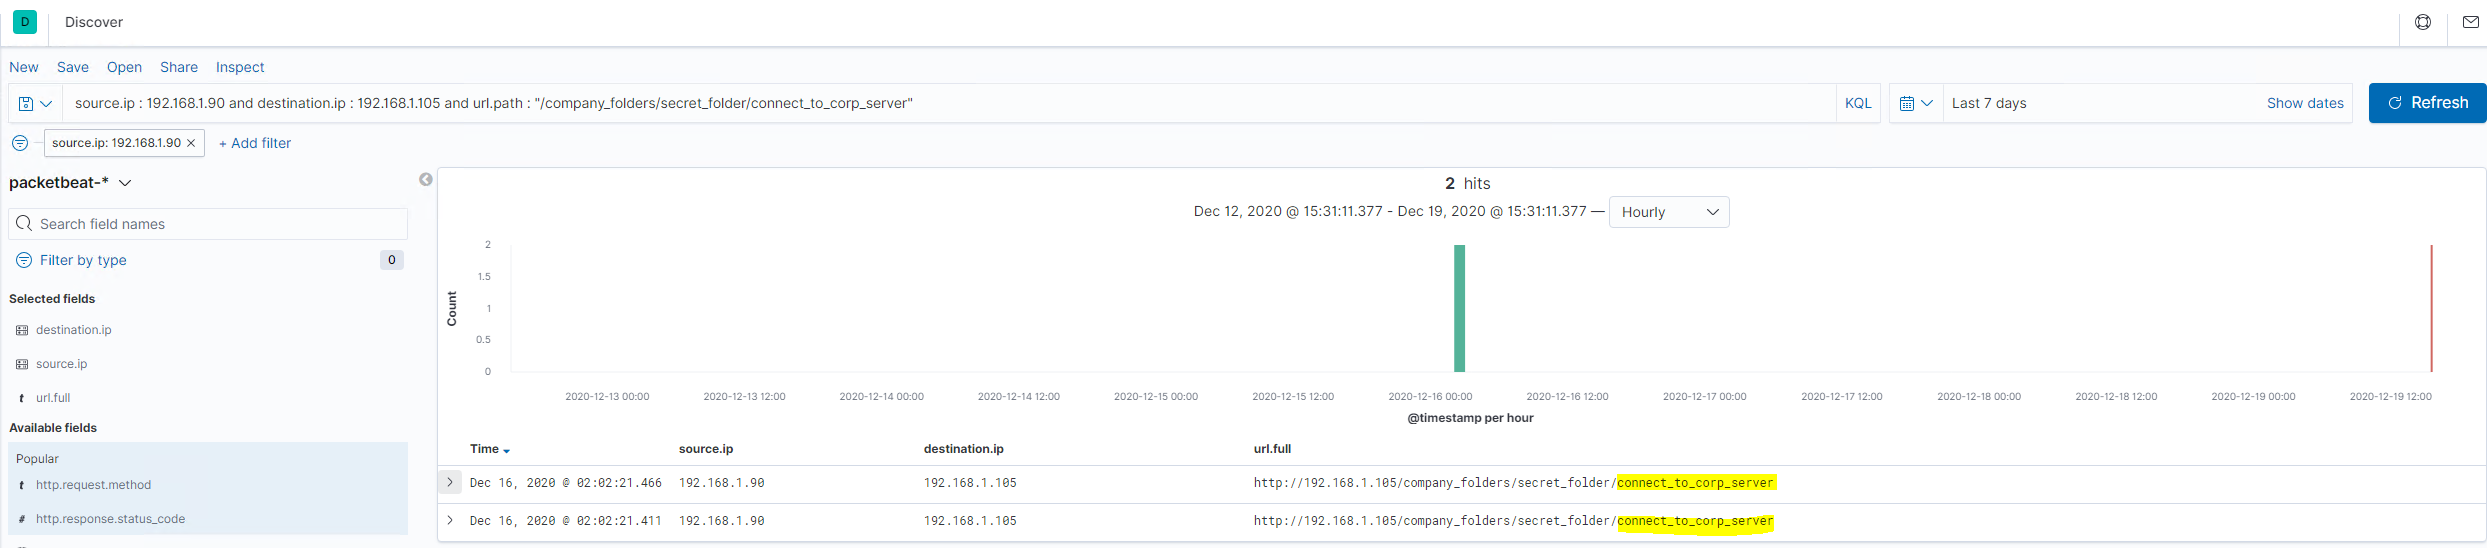 D Discover
New Save Open Share Inspect
source.ip : 192.168.1.90 and destination.ip : 192.168.1.105 and url.path : "/company_folders/secret_folder/connect_to_corp_server" KQL Last 7 days Show dates Refresh
source.ip: 192.168.1.90 × + Add filter
packetbeat-*
Search field names
Filter by type 0
Selected fields
destination.ip
source.ip
t url.full
Available fields
Popular
t http.request.method
# http.response.status_code
2 hits
Dec 12, 2020 @ 15:31:11.377 - Dec 19, 2020 @ 15:31:11.377 — Hourly
Count
2
1.5
1
0.5
0
2020-12-13 00:00 2020-12-13 12:00 2020-12-14 00:00 2020-12-14 12:00 2020-12-15 00:00 2020-12-15 12:00 2020-12-16 00:00 2020-12-16 12:00 2020-12-17 00:00 2020-12-17 12:00 2020-12-18 00:00 2020-12-18 12:00 2020-12-19 00:00 2020-12-19 12:00
@timestamp per hour
Time source.ip destination.ip url.full
Dec 16, 2020 @ 02:02:21.466 192.168.1.90 192.168.1.105 http://192.168.1.105/company_folders/secret_folder/connect_to_corp_server
Dec 16, 2020 @ 02:02:21.411 192.168.1.90 192.168.1.105 http://192.168.1.105/company_folders/secret_folder/connect_to_corp_server